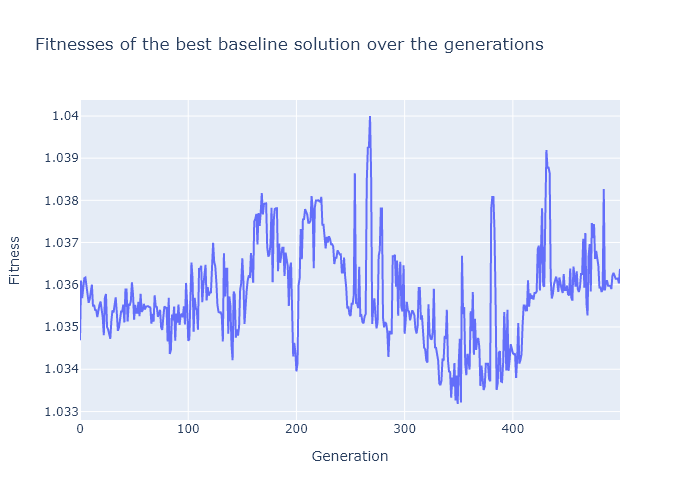 Fitnesses of the best baseline solution over the generations
1.04
1.039
1.038
1.037
1.036
1.035
1.034
1.033
0 100 200 300 400
Fitness
Generation